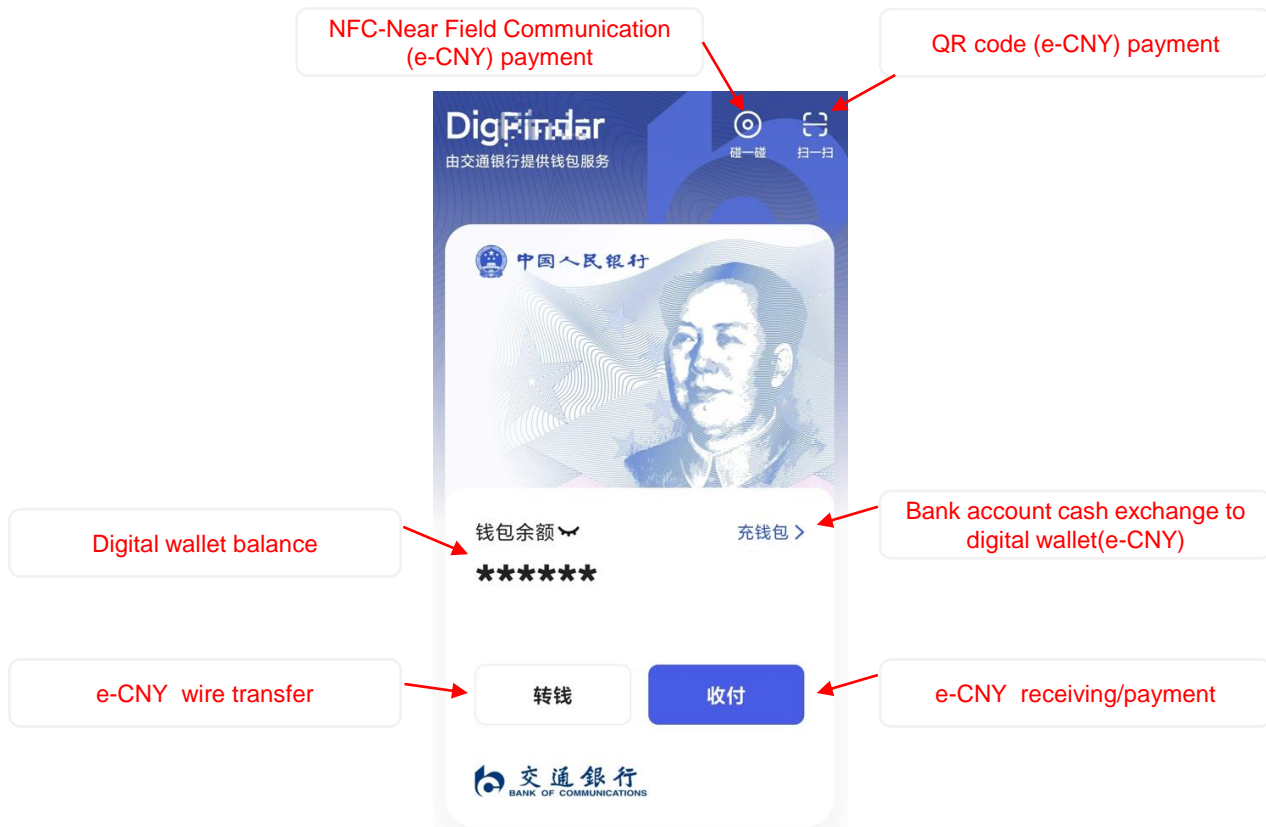 NFC-Near Field Communication
(e-CNY) payment
QR code (e-CNY) payment
DigFinder
碰一碰
扫一扫
由交通银行提供钱包服务
中国人民银行
钱包余额
充钱包
******
Digital wallet balance
Bank account cash exchange to
digital wallet(e-CNY)
e-CNY wire transfer
转钱
收付
e-CNY receiving/payment
交通銀行
BANK OF COMMUNICATIONS